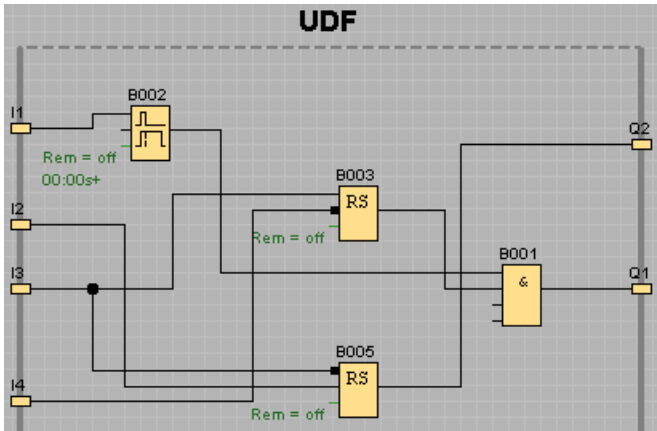 UDF
B002
I1
Rem = off
00:00s+
Q2
B003
RS
Rem = off
I2
B001
&
I3
Q1
B005
RS
I4
Rem = off